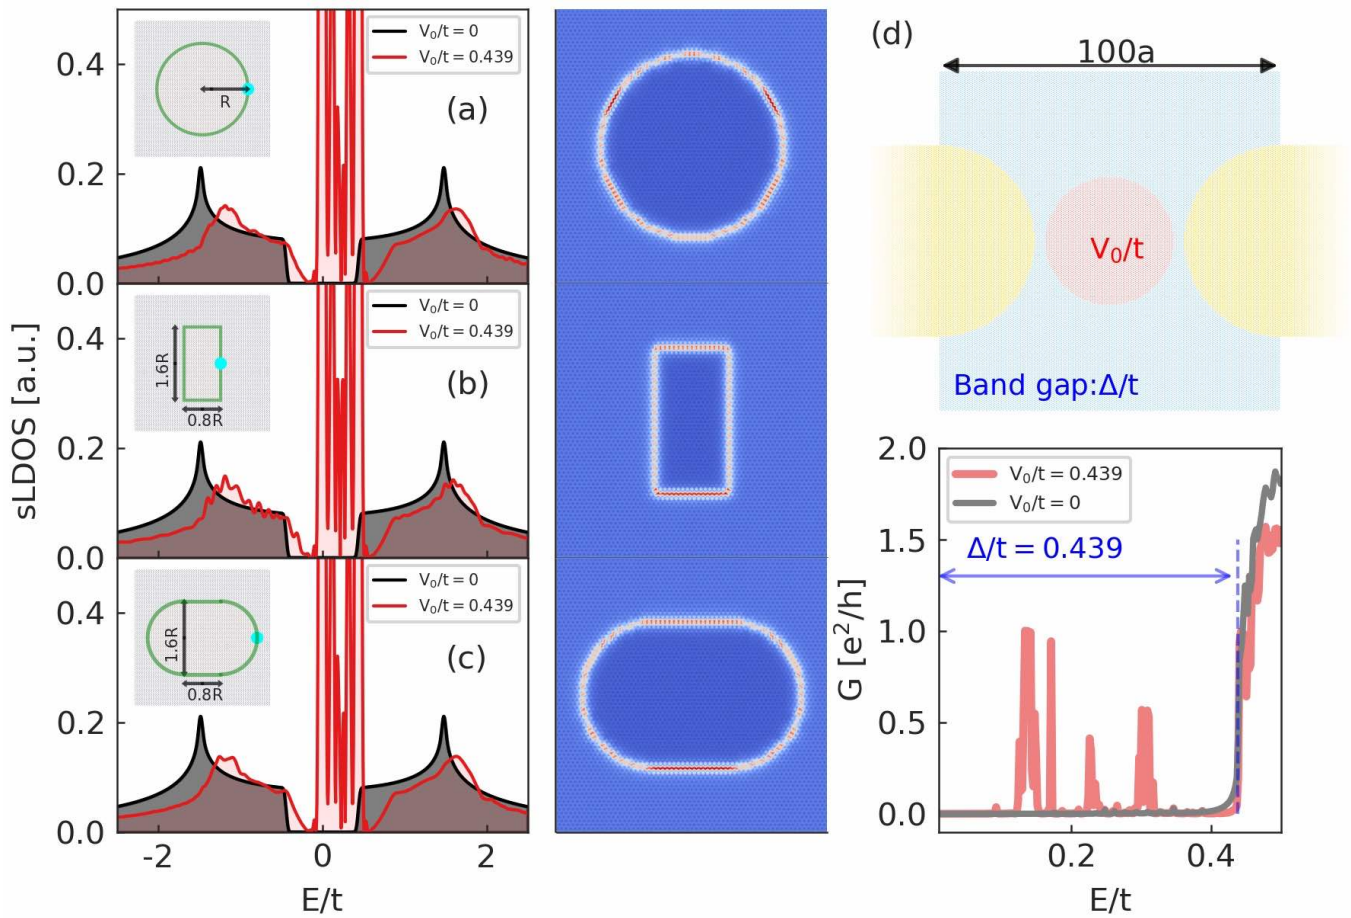 sLDOS [a.u.]
0.4
0.2
0.0
R
V₀/t = 0
V₀/t = 0.439
(a)
0.4
0.2
0.0
1.6R
0.8R
V₀/t = 0
V₀/t = 0.439
(b)
0.4
0.2
0.0
1.6R
0.8R
V₀/t = 0
V₀/t = 0.439
(c)
-2 0 2
E/t
(d)
100a
V₀/t
Band gap:Δ/t
G [e²/h]
2.0
1.5
1.0
0.5
0.0
V₀/t = 0.439
V₀/t = 0
Δ/t = 0.439
0.2 0.4
E/t